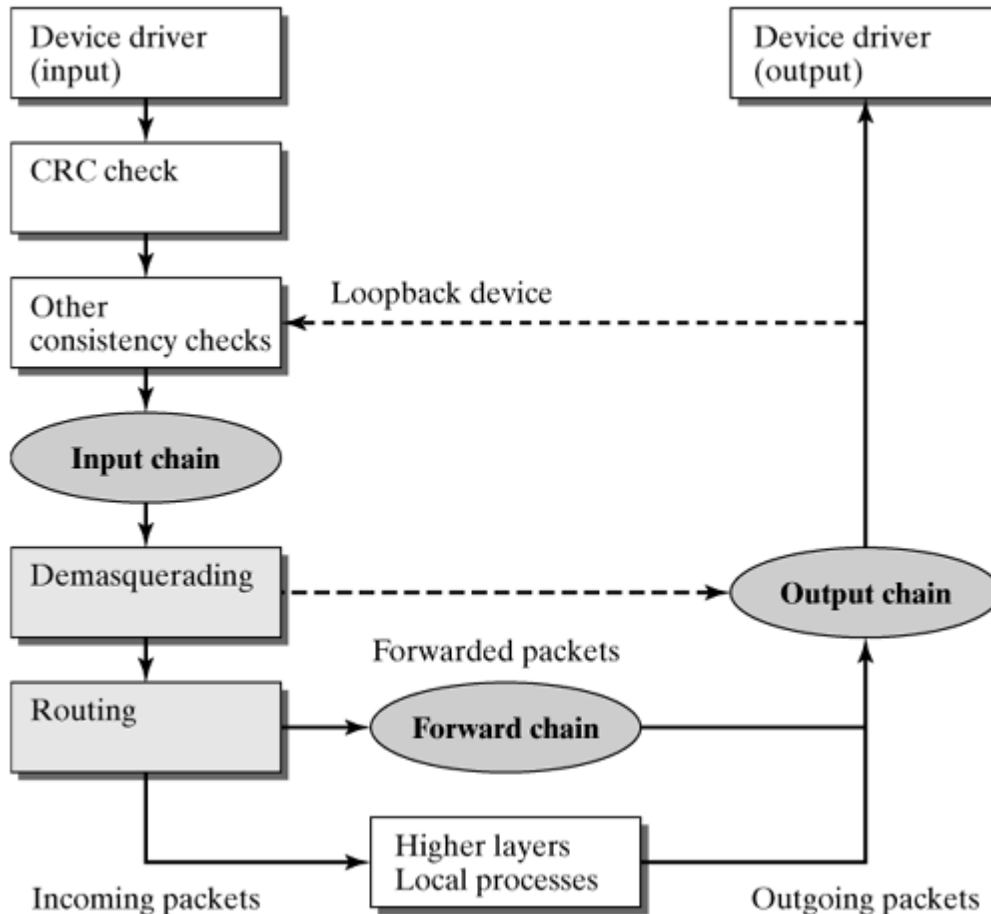 Device driver
(input)
Device driver
(output)
CRC check
Other
consistency checks
Loopback device
Input chain
Demasquerading
Output chain
Forwarded packets
Routing
Forward chain
Higher layers
Local processes
Incoming packets
Outgoing packets